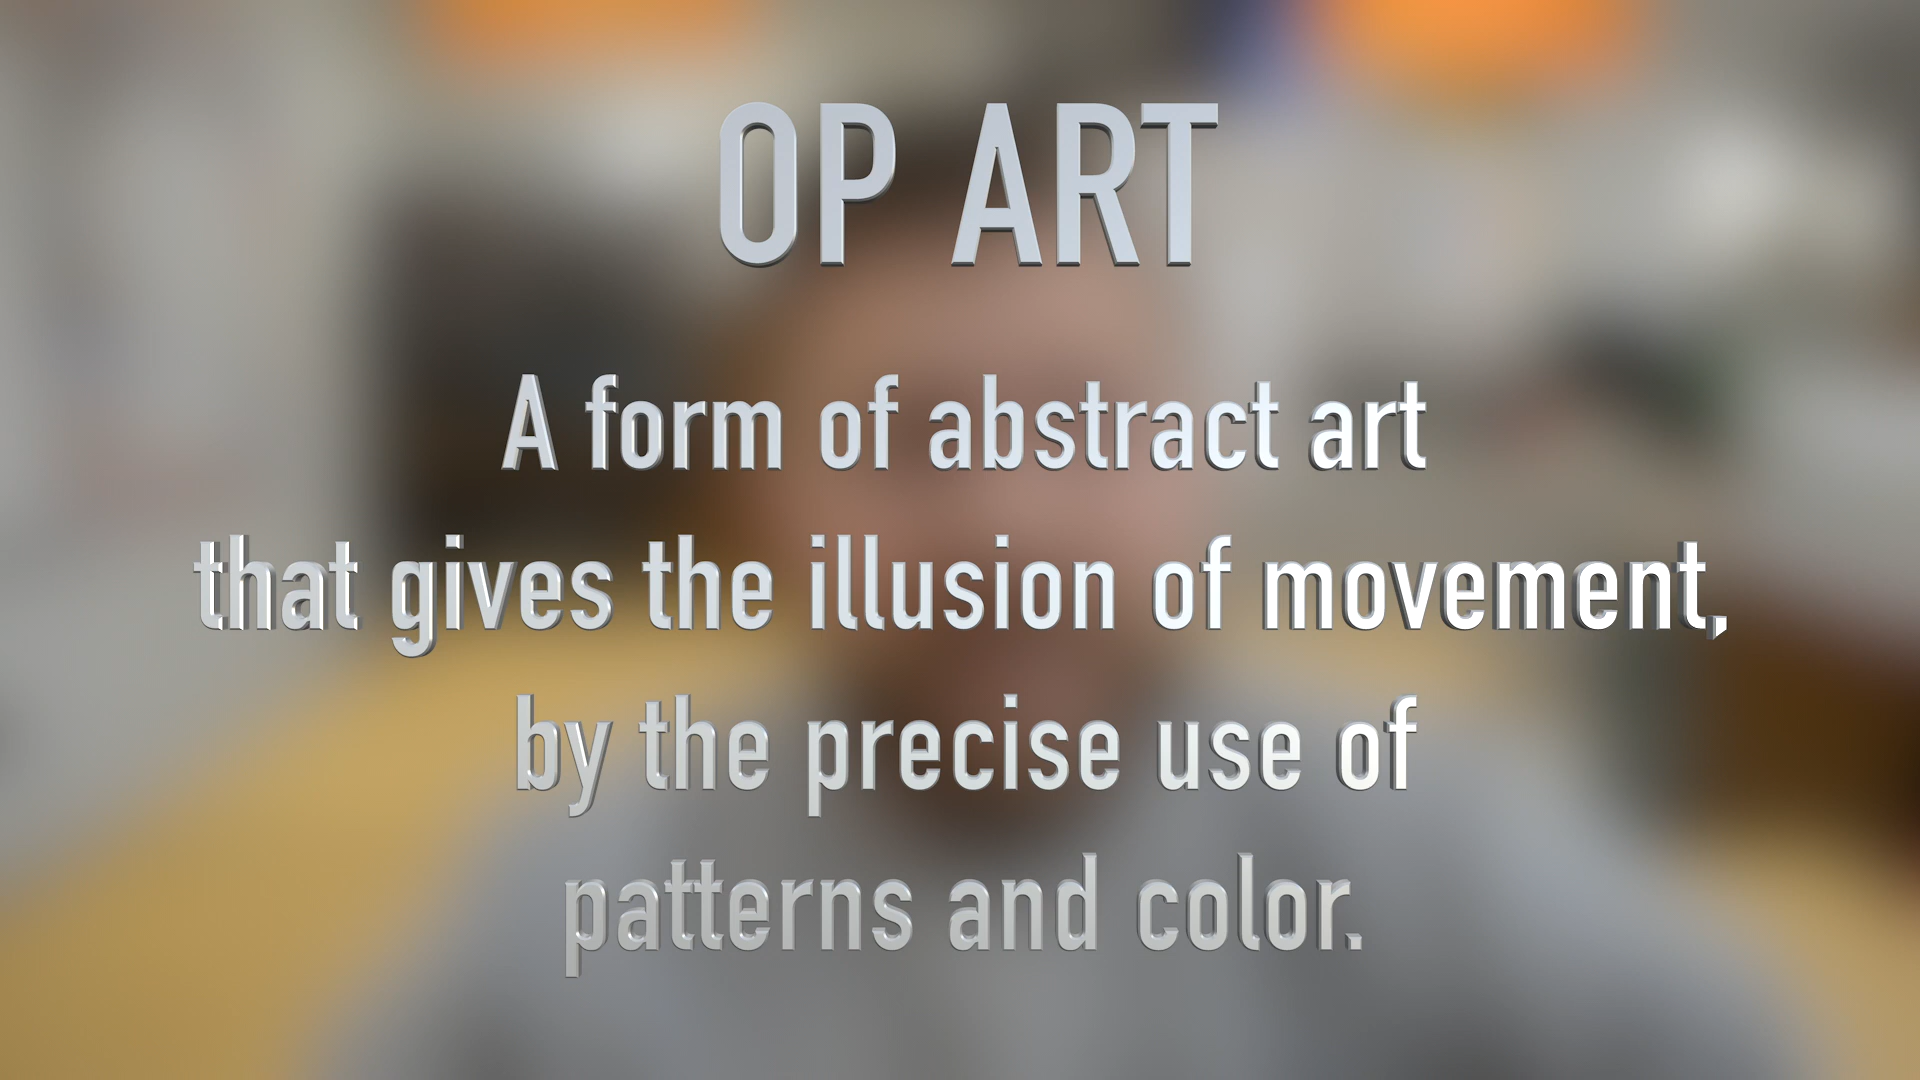 OP ART
A form of abstract art
that gives the illusion of movement,
by the precise use of
patterns and color.